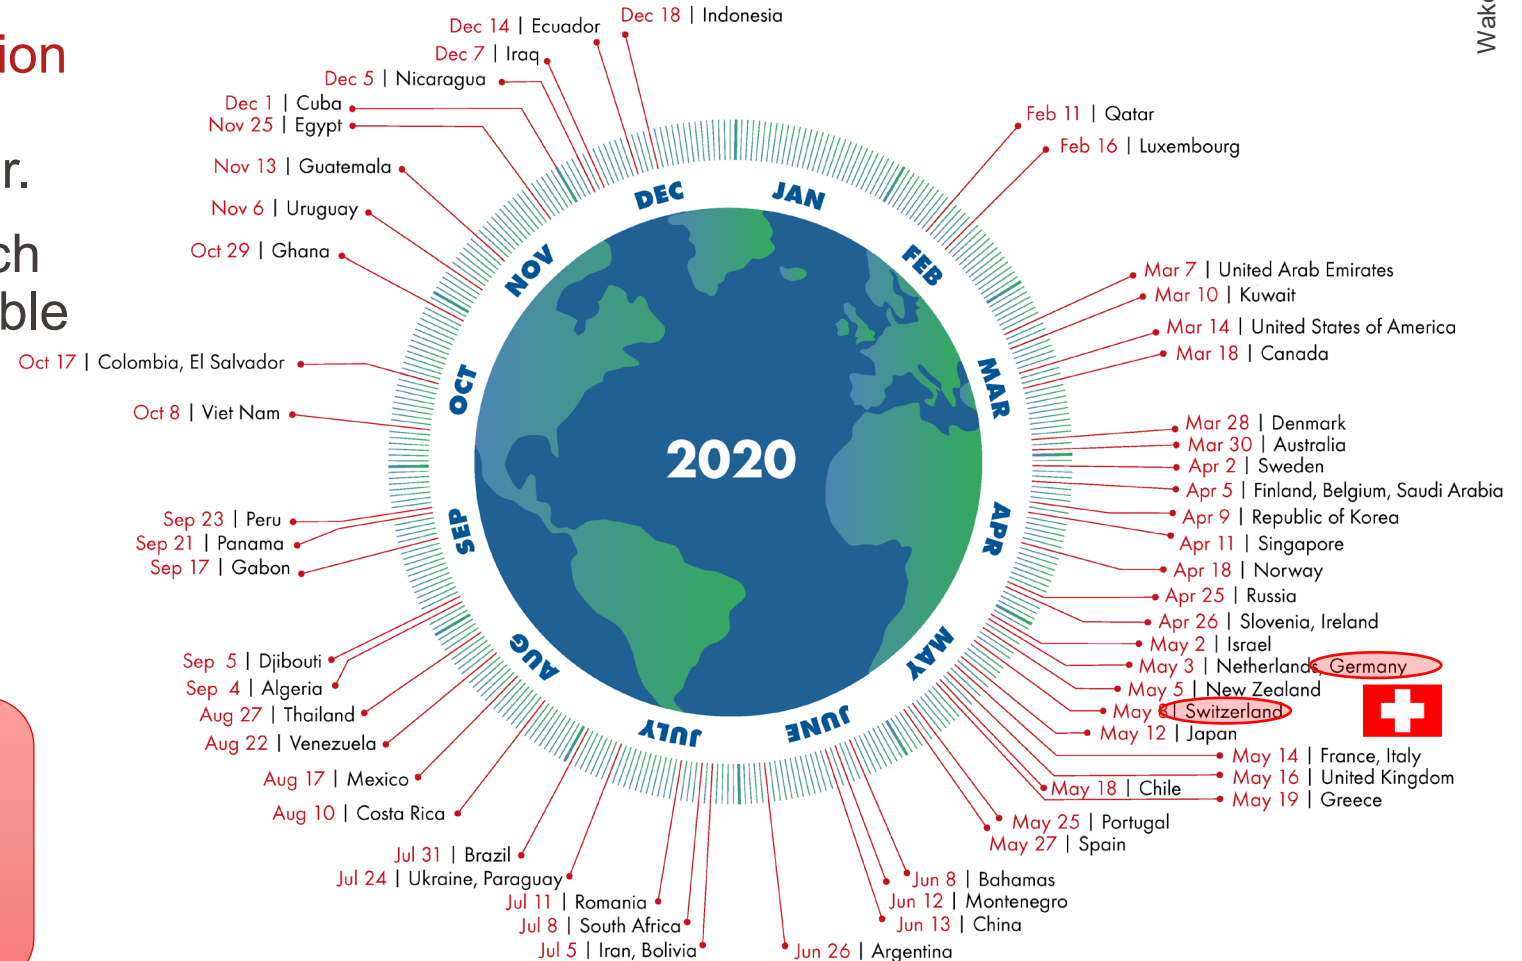 ion
r.
ch
ble
Wake
Dec 18 | Indonesia
Dec 14 | Ecuador
Dec 7 | Iraq
Dec 5 | Nicaragua
Dec 1 | Cuba
Nov 25 | Egypt
Nov 13 | Guatemala
Nov 6 | Uruguay
Oct 29 | Ghana
Oct 17 | Colombia, El Salvador
Oct 8 | Viet Nam
Sep 23 | Peru
Sep 21 | Panama
Sep 17 | Gabon
Sep 5 | Djibouti
Sep 4 | Algeria
Aug 27 | Thailand
Aug 22 | Venezuela
Aug 17 | Mexico
Aug 10 | Costa Rica
Jul 31 | Brazil
Jul 24 | Ukraine, Paraguay
Jul 11 | Romania
Jul 8 | South Africa
Jul 5 | Iran, Bolivia
Feb 11 | Qatar
Feb 16 | Luxembourg
Mar 7 | United Arab Emirates
Mar 10 | Kuwait
Mar 14 | United States of America
Mar 18 | Canada
Mar 28 | Denmark
Mar 30 | Australia
Apr 2 | Sweden
Apr 5 | Finland, Belgium, Saudi Arabia
Apr 9 | Republic of Korea
Apr 11 | Singapore
Apr 18 | Norway
Apr 25 | Russia
Apr 26 | Slovenia, Ireland
May 2 | Israel
May 3 | Netherlands, Germany
May 5 | New Zealand
May | Switzerland
May 12 | Japan
May 14 | France, Italy
May 16 | United Kingdom
May 18 | Chile
May 19 | Greece
May 25 | Portugal
May 27 | Spain
Jun 8 | Bahamas
Jun 12 | Montenegro
Jun 13 | China
Jun 26 | Argentina
JAN
FEB
MAR
APR
MAY
JUNE
JULY
AUG
SEP
OCT
NOV
DEC
2020